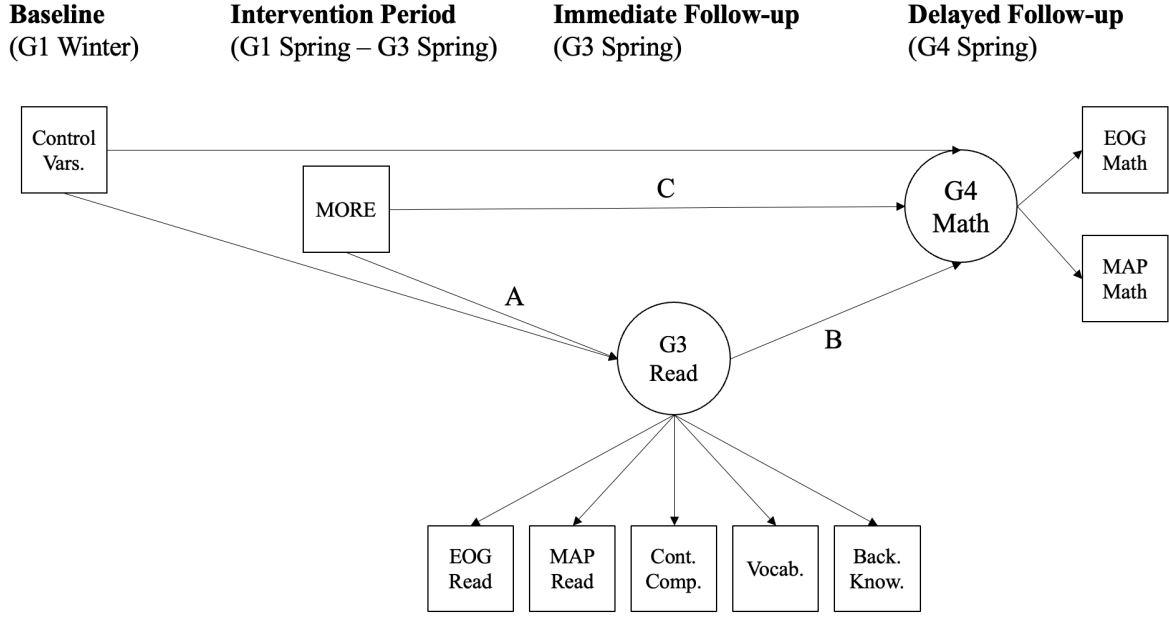 Baseline
(G1 Winter)
Intervention Period
(G1 Spring – G3 Spring)
Immediate Follow-up
(G3 Spring)
Delayed Follow-up
(G4 Spring)
Control
Vars.
MORE
C
G4
Math
EOG
Math
MAP
Math
A
G3
Read
B
EOG
Read
MAP
Read
Cont.
Comp.
Vocab.
Back.
Know.